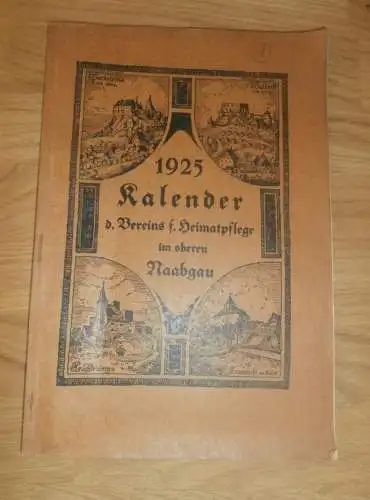 1925
Kalender
d. Vereins f. Heimatpflege
im oberen
Naabgau